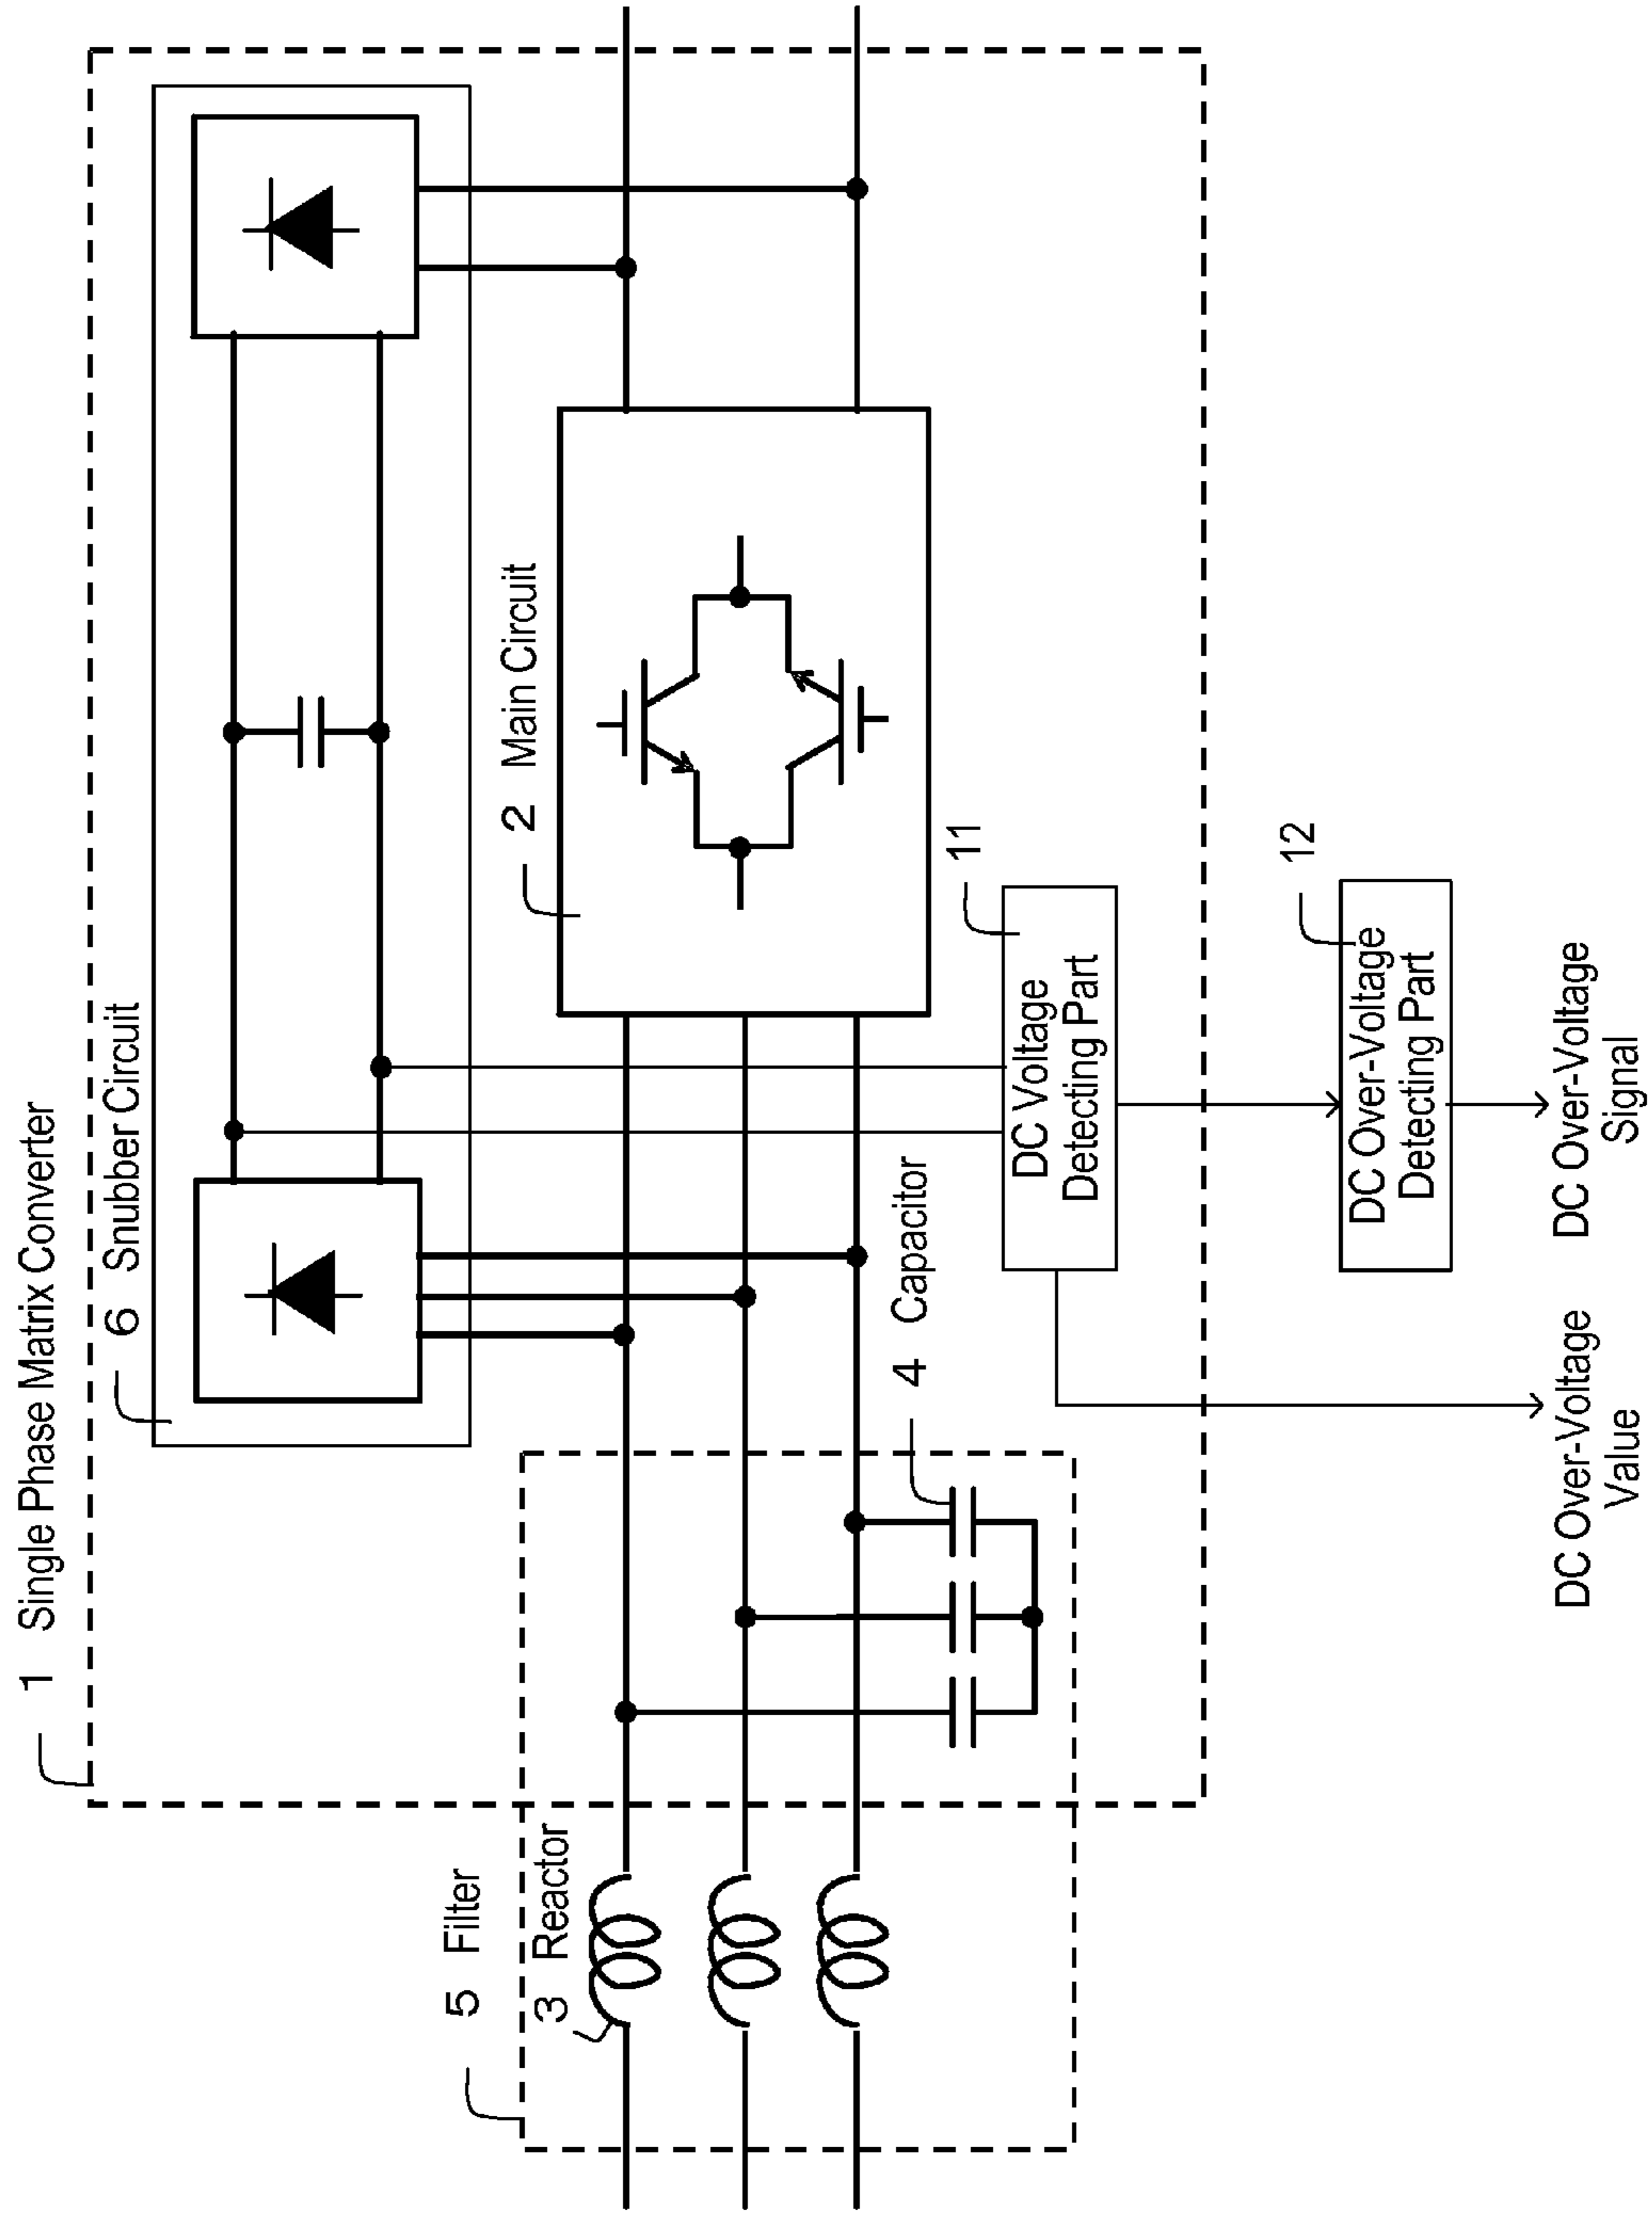 1 Single Phase Matrix Converter
6 Snubber Circuit
2 Main Circuit
5 Filter
3 Reactor
4 Capacitor
11
DC Voltage
Detecting Part
12
DC Over-Voltage
Detecting Part
DC Over-Voltage
Value
DC Over-Voltage
Signal